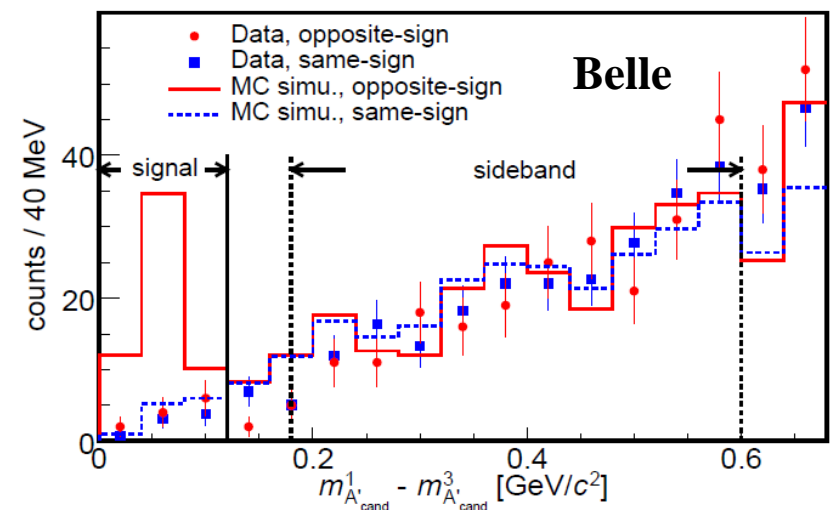 Data, opposite-sign
Data, same-sign
MC simu., opposite-sign
MC simu., same-sign
Belle
signal
sideband
counts / 40 MeV
40
20
0
0 0.2 0.4 0.6
m¹A'cand - m³A'cand [GeV/c²]